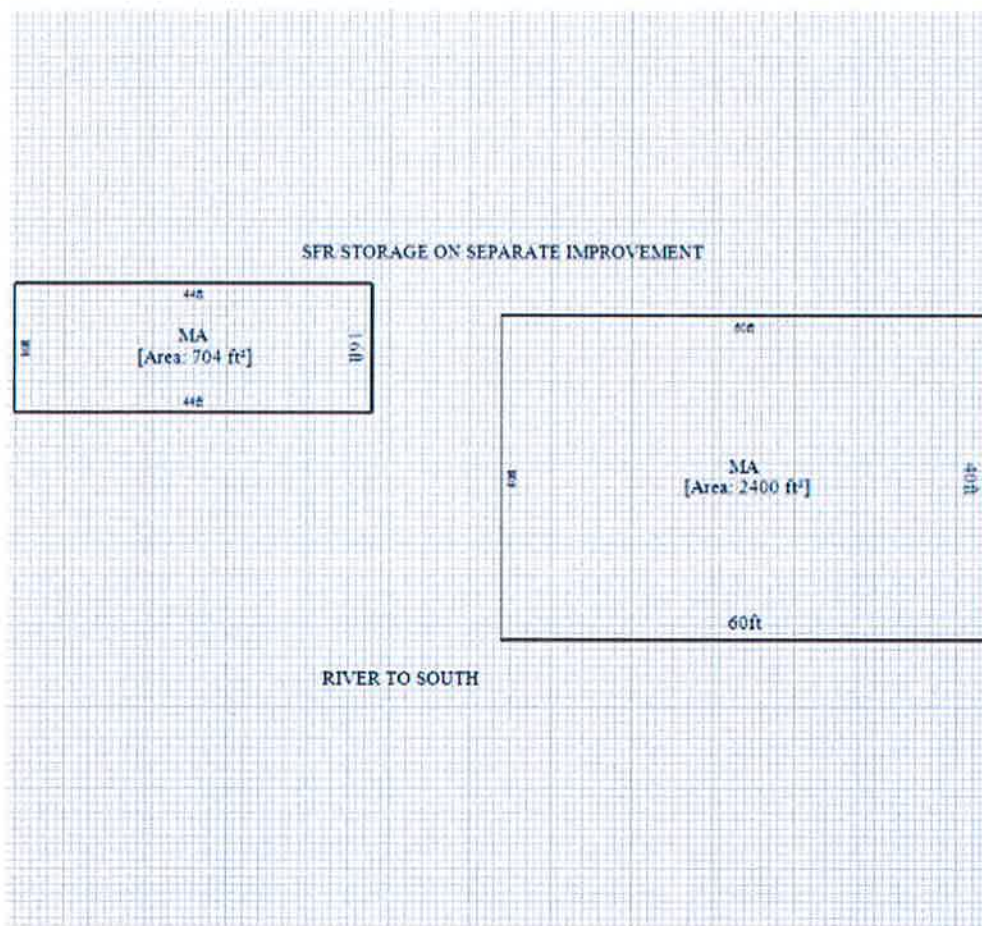 SFR/STORAGE ON SEPARATE IMPROVEMENT
44ft
MA
[Area: 704 ft²]
16ft
44ft
60ft
MA
[Area: 2400 ft²]
40ft
60ft
RIVER TO SOUTH